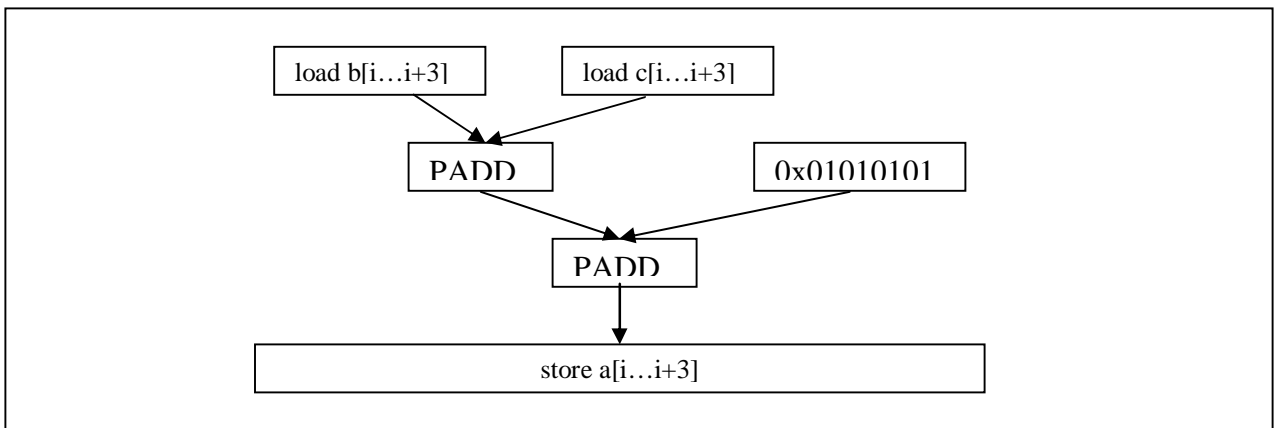 load b[i…i+3]
load c[i…i+3]
PADD
0x01010101
PADD
store a[i…i+3]